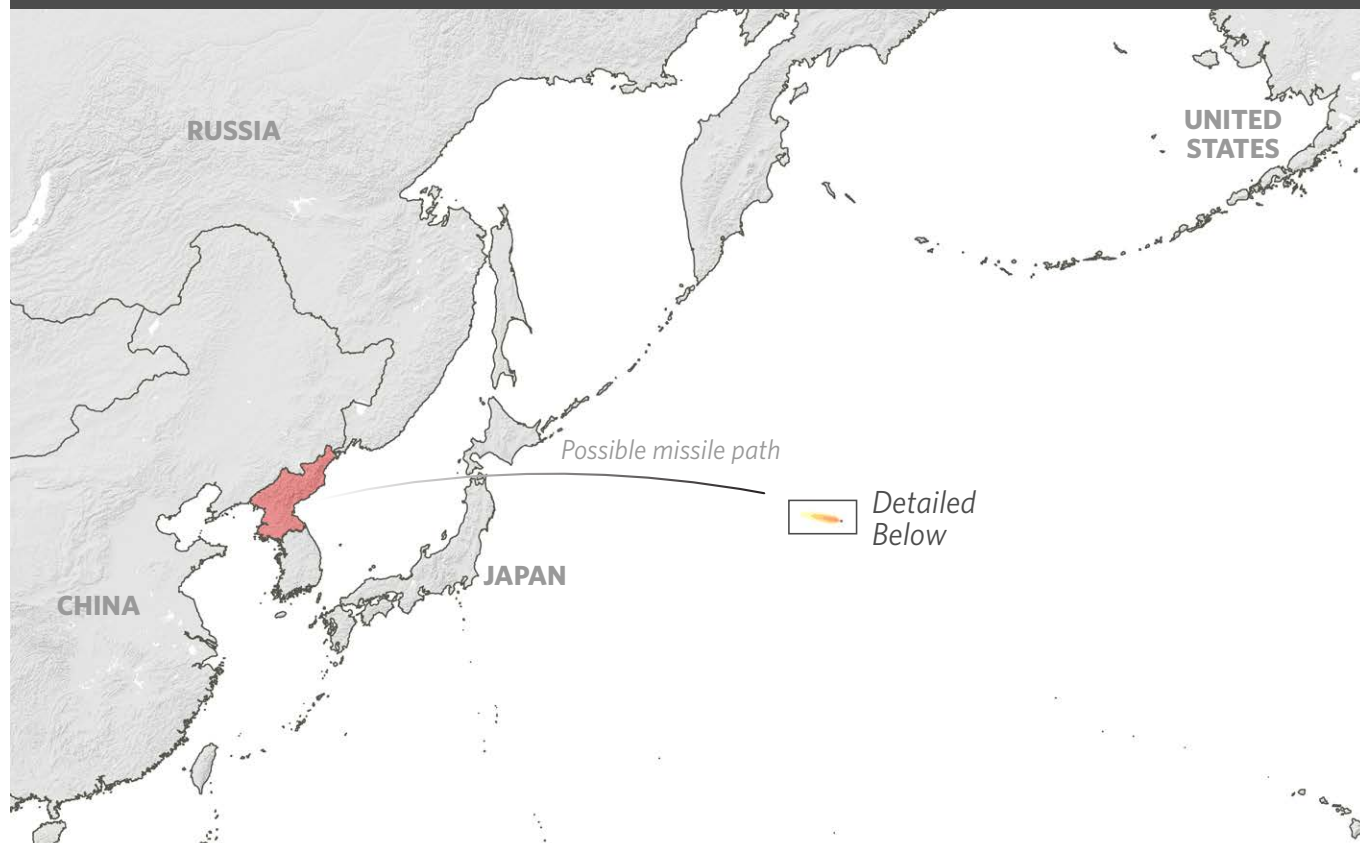 RUSSIA
UNITED
STATES
Possible missile path
Detailed
Below
JAPAN
CHINA